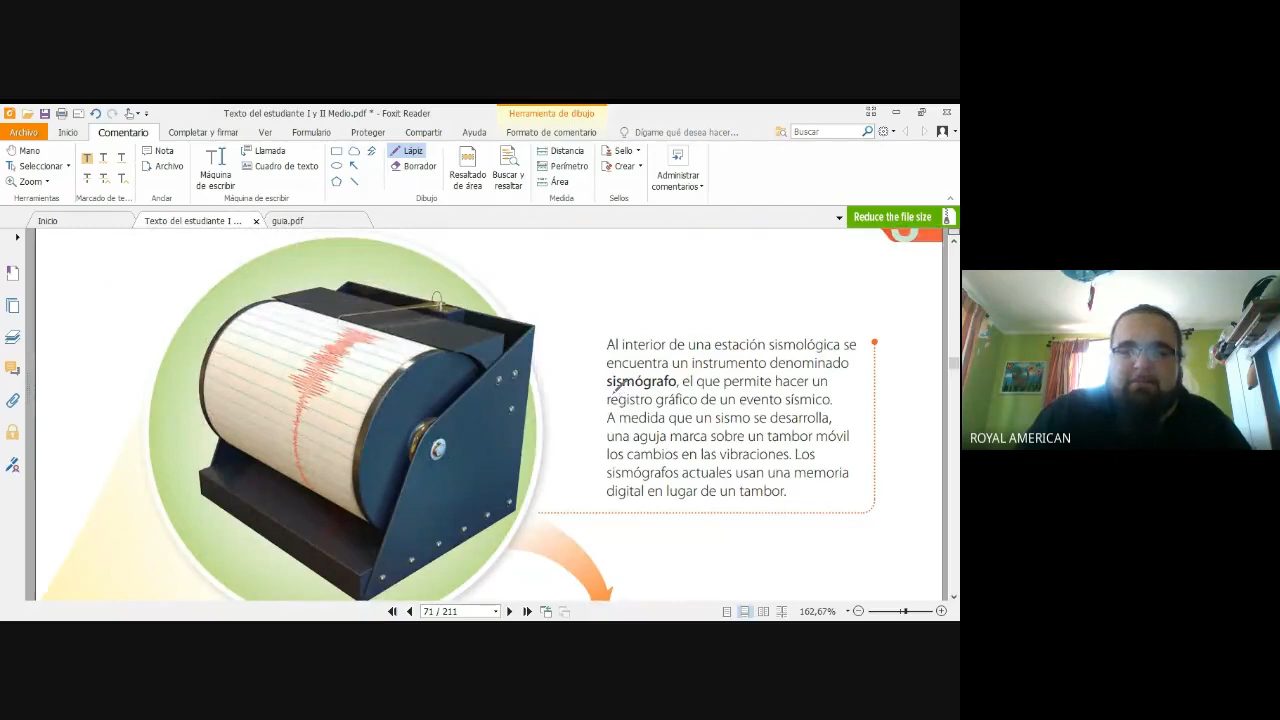 Texto del estudiante I y II Medio.pdf * - Foxit Reader
Herramienta de dibujo
Archivo Inicio Comentario Completar y firmar Ver Formulario Proteger Compartir Ayuda Formato de comentario Dígame qué desea hacer... Buscar
Mano
Seleccionar
Zoom
Herramientas
Marcado de te...
Nota
Archivo
Anclar
Máquina de escribir
Llamada
Cuadro de texto
Máquina de escribir
Lápiz
Borrador
Resaltado de área
Buscar y resaltar
Dibujo
Distancia
Perímetro
Área
Medida
Sello
Crear
Sellos
Administrar comentarios
Inicio
Texto del estudiante I ...
guia.pdf
Reduce the file size
Al interior de una estación sismológica se
encuentra un instrumento denominado
sismógrafo, el que permite hacer un
registro gráfico de un evento sísmico.
A medida que un sismo se desarrolla,
una aguja marca sobre un tambor móvil
los cambios en las vibraciones. Los
sismógrafos actuales usan una memoria
digital en lugar de un tambor.
ROYAL AMERICAN
71 / 211
162,67%